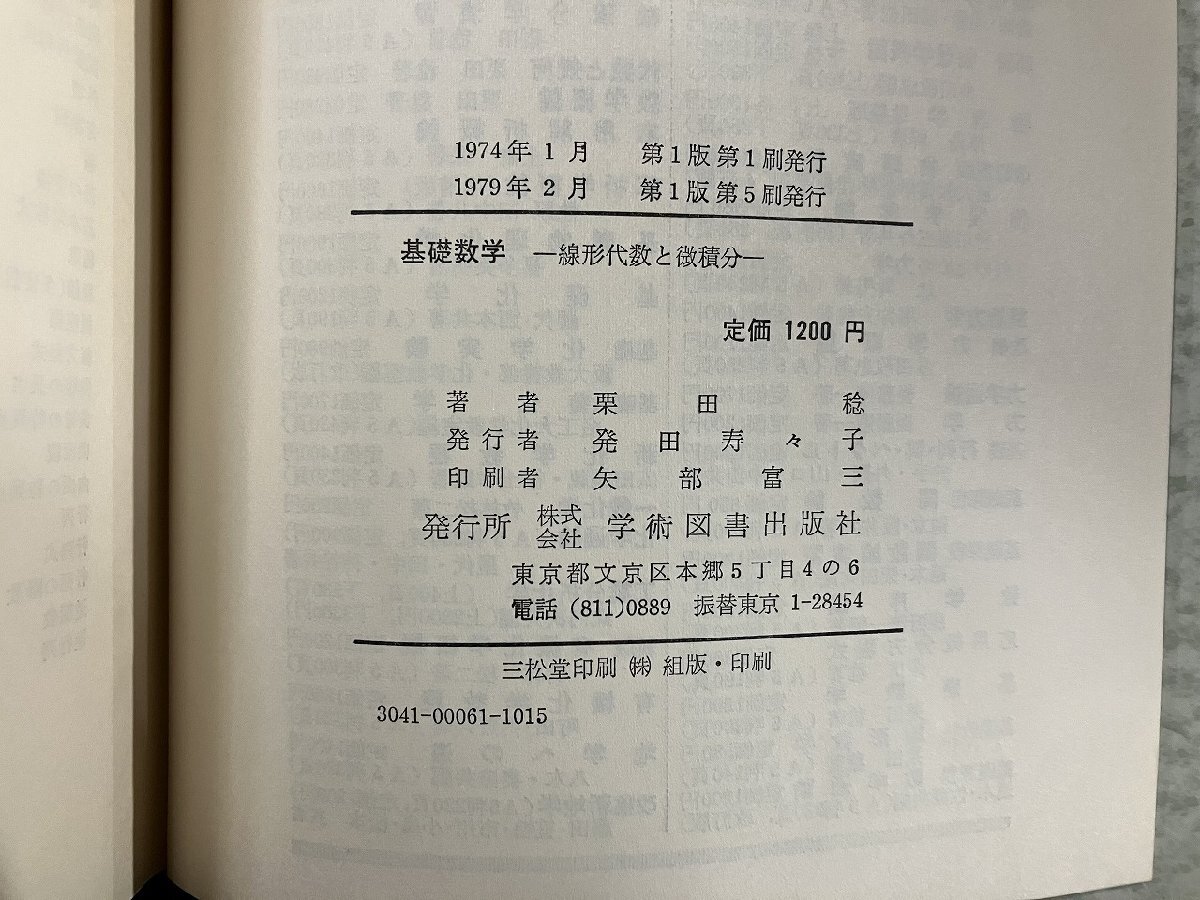 1974年1月 第1版第1刷発行
1979年2月 第1版第5刷発行
基礎数学 —線形代数と微積分—
定価 1200 円
著者 栗田稔
発行者 発田寿々子
印刷者 矢部富三
発行所 株式会社 学術図書出版社
東京都文京区本郷5丁目4の6
電話 (811)0889 振替東京 1-28454
三松堂印刷 ㈱ 組版・印刷
3041-00061-1015